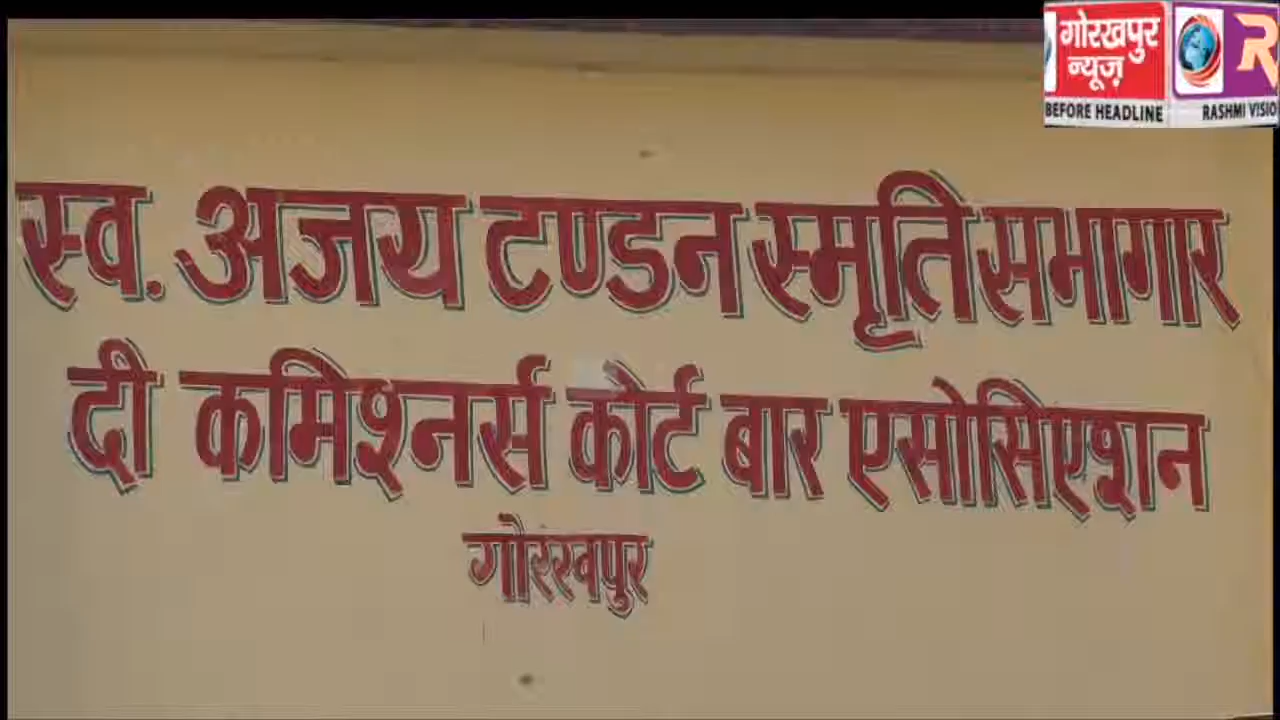 गोरखपुर
न्यूज़
BEFORE HEADLINE
RASHMI VISIO
स्व. अजय टण्डन स्मृति सभागार
दी कमिश्नर्स कोर्ट बार एसोसिएशन
गोरखपुर